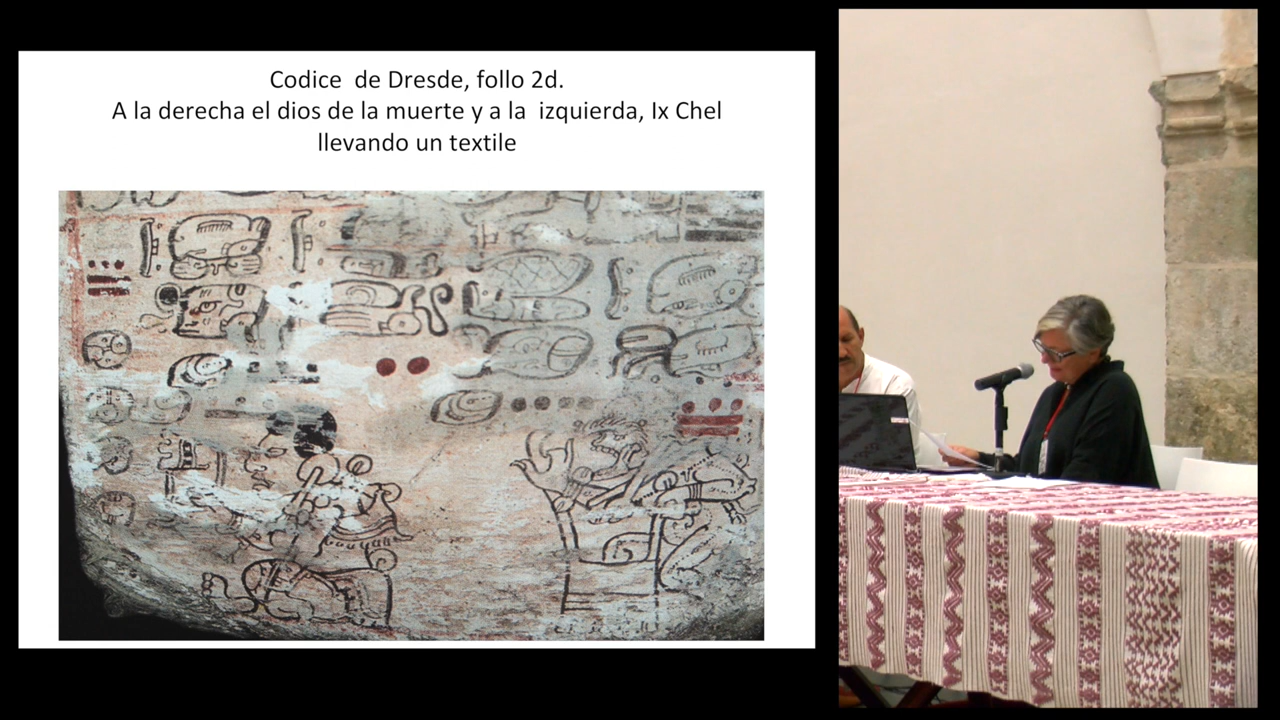 Codice de Dresde, follo 2d.
A la derecha el dios de la muerte y a la izquierda, Ix Chel
llevando un textile